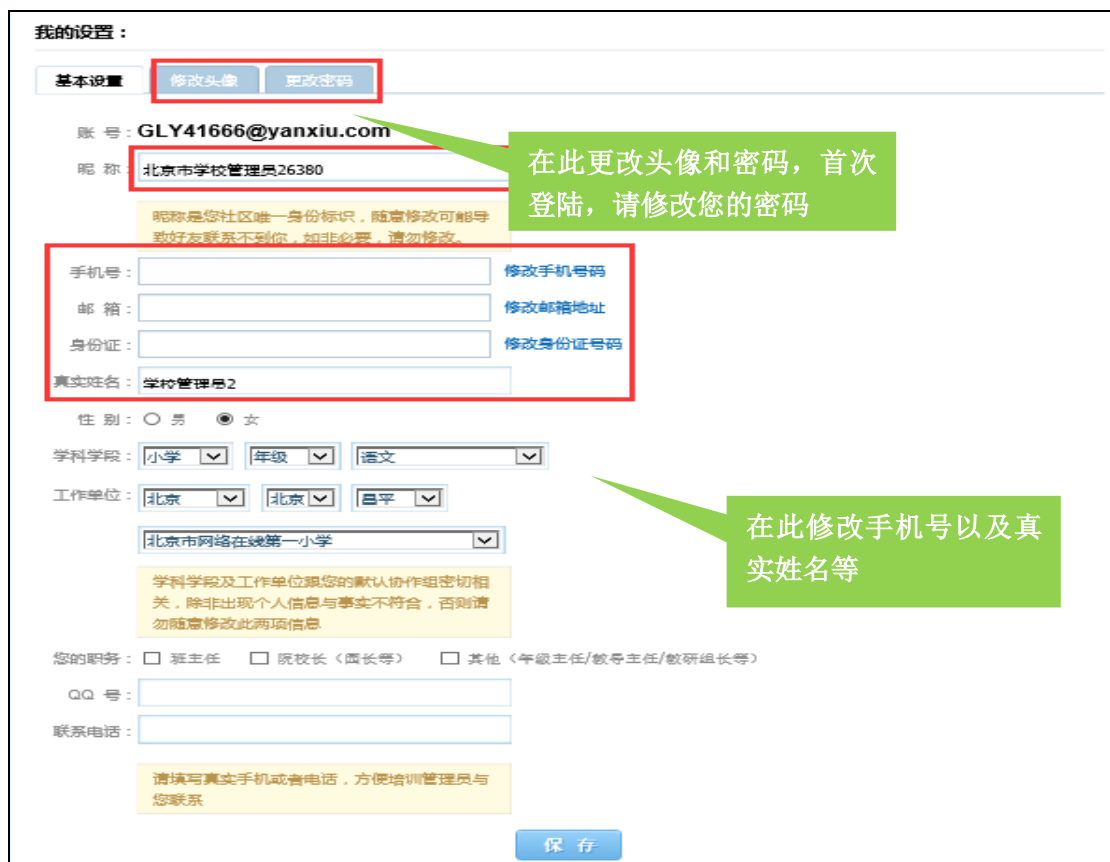 我的设置：
基本设置 修改头像 更改密码
账 号：GLY41666@yanxiu.com
昵 称：北京市学校管理员26380
在此更改头像和密码，首次
登陆，请修改您的密码
昵称是您社区唯一身份标识，随意修改可能导
致好友联系不到你，如非必要，请勿修改。
手机号： 修改手机号码
邮 箱： 修改邮箱地址
身份证： 修改身份证号码
真实姓名：学校管理员2
性 别： 男 女
学科学段：小学 年级 语文
工作单位：北京 北京 昌平
北京市网络在线第一小学
在此修改手机号以及真
实姓名等
学科学段及工作单位跟您的默认协作组密切相
关，除非出现个人信息与事实不符合，否则请
勿随意修改此两项信息
您的职务： 班主任 院校长（园长等） 其他（年级主任/教导主任/教研组长等）
QQ 号：
联系电话：
请填写真实手机或者电话，方便培训管理员与
您联系
保 存